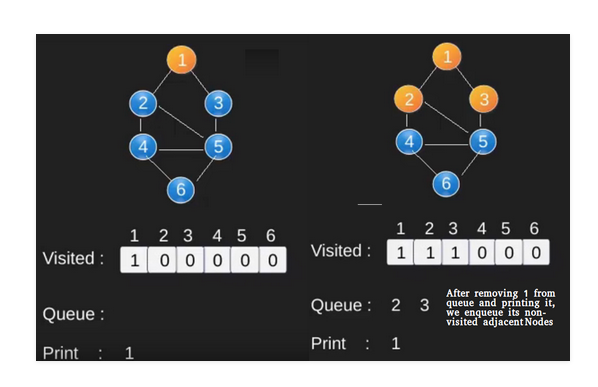 1
2 3
4 5
6
1 2 3 4 5 6
Visited : 1 0 0 0 0 0
Queue :
Print : 1
1
2 3
4 5
6
1 2 3 4 5 6
Visited : 1 1 1 0 0 0
Queue : 2 3
After removing 1 from
queue and printing it,
we enqueue its non-
visited adjacent Nodes
Print : 1